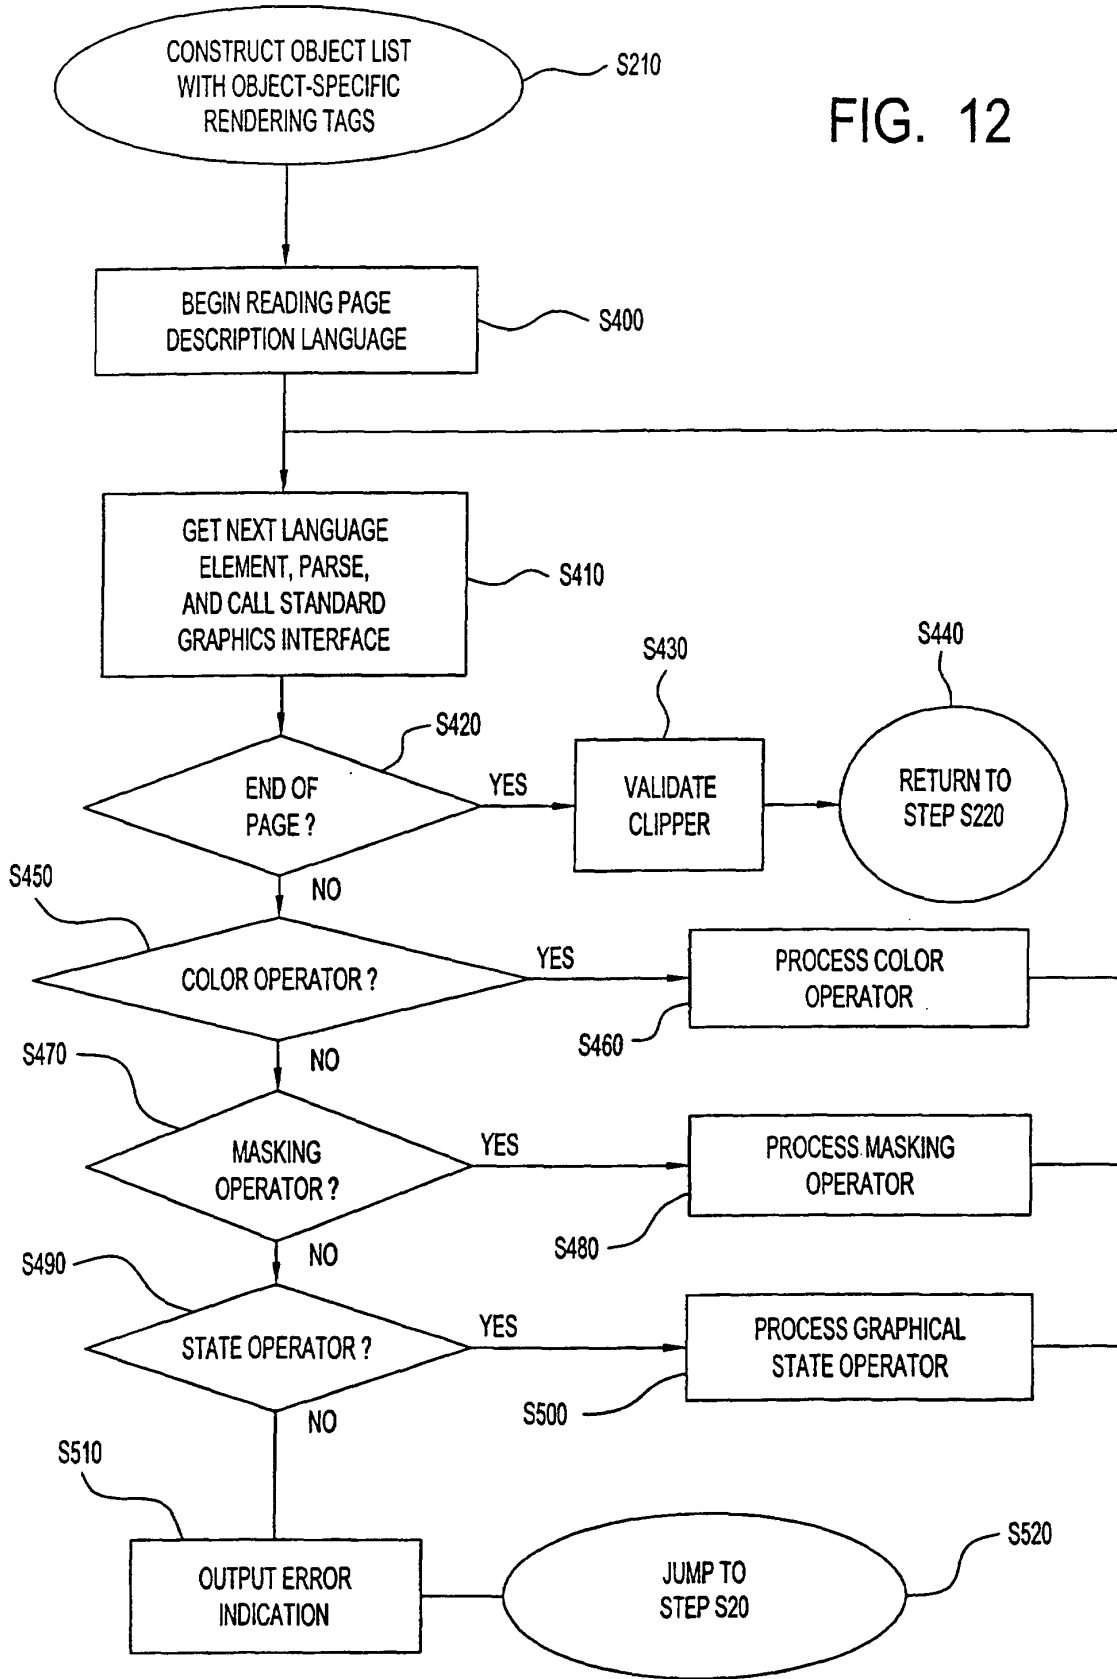 CONSTRUCT OBJECT LIST
WITH OBJECT-SPECIFIC
RENDERING TAGS
S210
FIG. 12
BEGIN READING PAGE
DESCRIPTION LANGUAGE
S400
GET NEXT LANGUAGE
ELEMENT, PARSE,
AND CALL STANDARD
GRAPHICS INTERFACE
S410
S420
END OF
PAGE ?
YES
S430
VALIDATE
CLIPPER
S440
RETURN TO
STEP S220
NO
S450
COLOR OPERATOR ?
YES
PROCESS COLOR
OPERATOR
S460
NO
S470
MASKING
OPERATOR ?
YES
PROCESS MASKING
OPERATOR
S480
NO
S490
STATE OPERATOR ?
YES
PROCESS GRAPHICAL
STATE OPERATOR
S500
NO
S510
OUTPUT ERROR
INDICATION
JUMP TO
STEP S20
S520